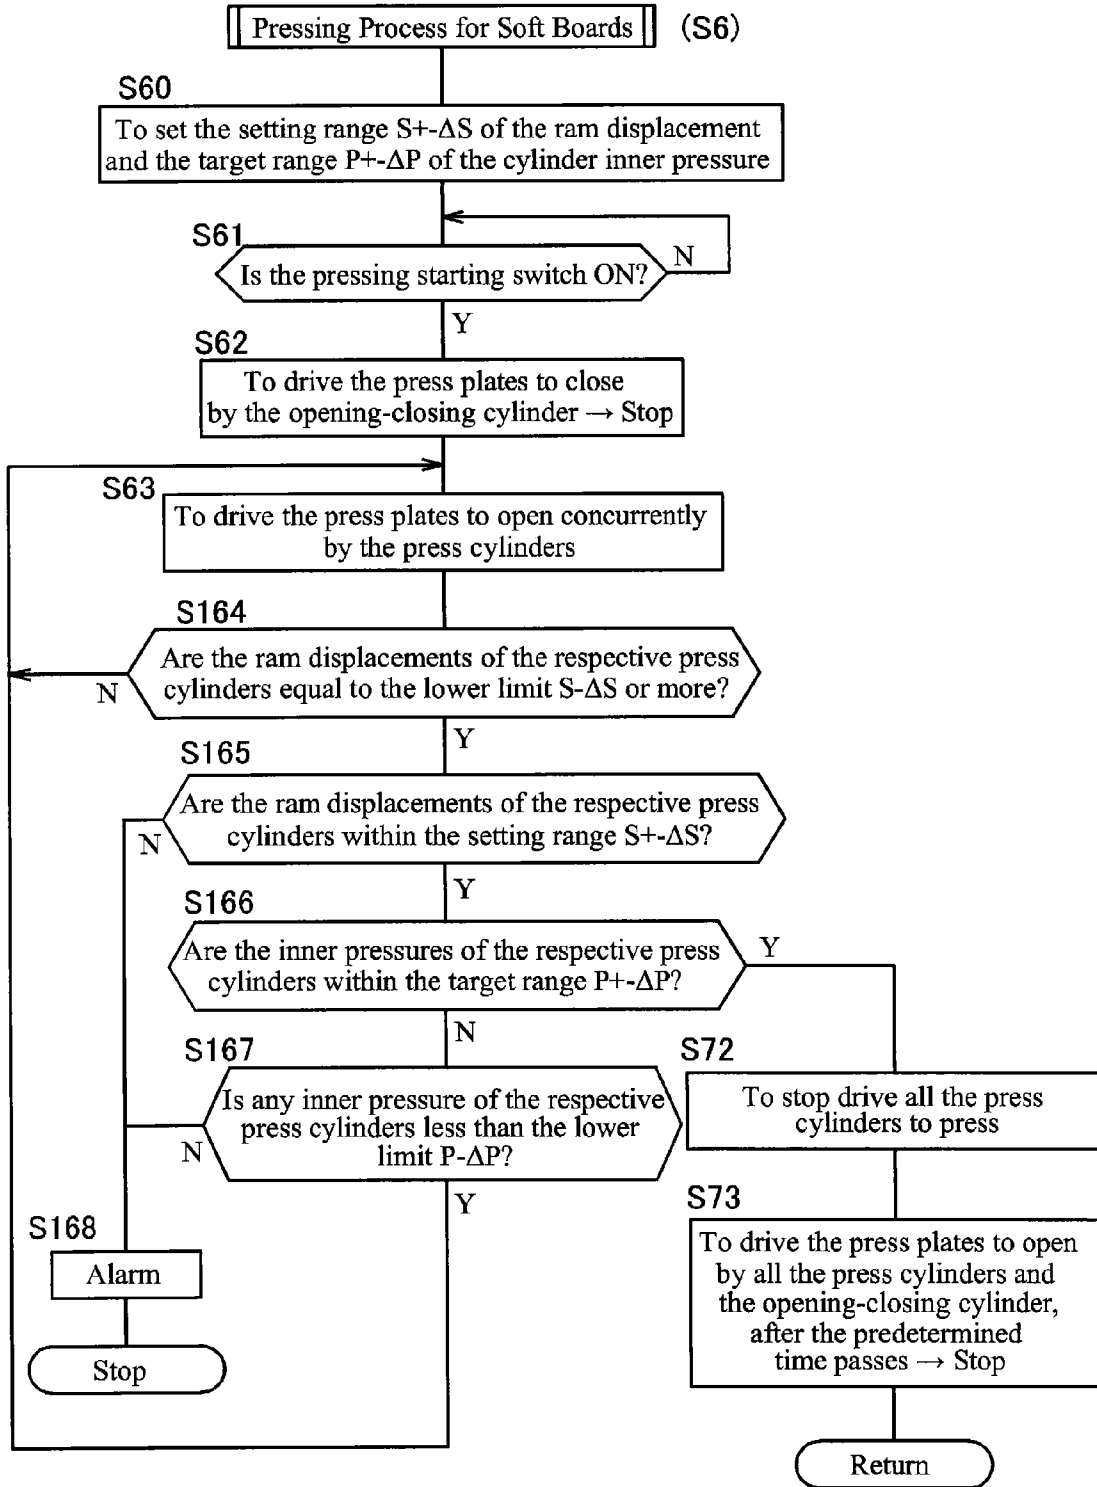 Pressing Process for Soft Boards (S6)
S60
To set the setting range S+-ΔS of the ram displacement
and the target range P+-ΔP of the cylinder inner pressure
S61
Is the pressing starting switch ON?
N
Y
S62
To drive the press plates to close
by the opening-closing cylinder → Stop
S63
To drive the press plates to open concurrently
by the press cylinders
S164
Are the ram displacements of the respective press
cylinders equal to the lower limit S-ΔS or more?
N
Y
S165
Are the ram displacements of the respective press
cylinders within the setting range S+-ΔS?
N
Y
S166
Are the inner pressures of the respective press
cylinders within the target range P+-ΔP?
Y
N
S167
Is any inner pressure of the respective
press cylinders less than the lower
limit P-ΔP?
N
Y
S168
Alarm
Stop
S72
To stop drive all the press
cylinders to press
S73
To drive the press plates to open
by all the press cylinders and
the opening-closing cylinder,
after the predetermined
time passes → Stop
Return